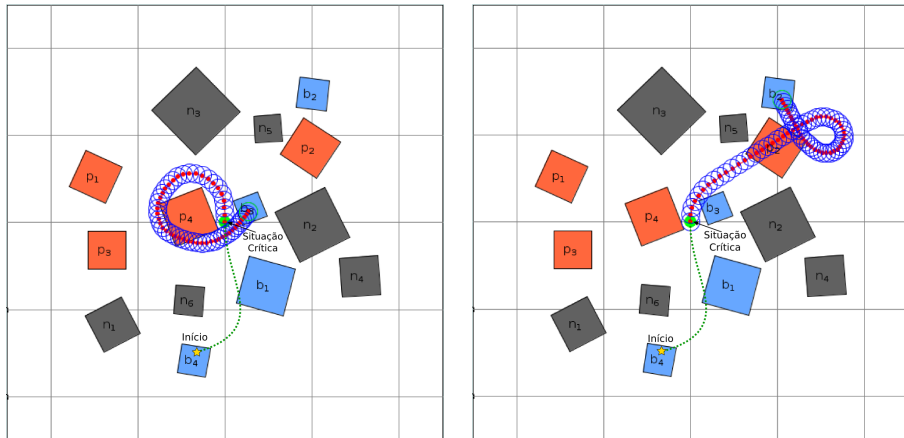 b₂
n₃
n₅
p₂
p₁
p₄
n₂
Situação
Crítica
p₃
n₄
b₁
n₆
n₁
Início
b₄
n₃
n₅
p₁
p₄
b₃
n₂
Situação
Crítica
p₃
n₄
b₁
n₆
n₁
Início
b₄